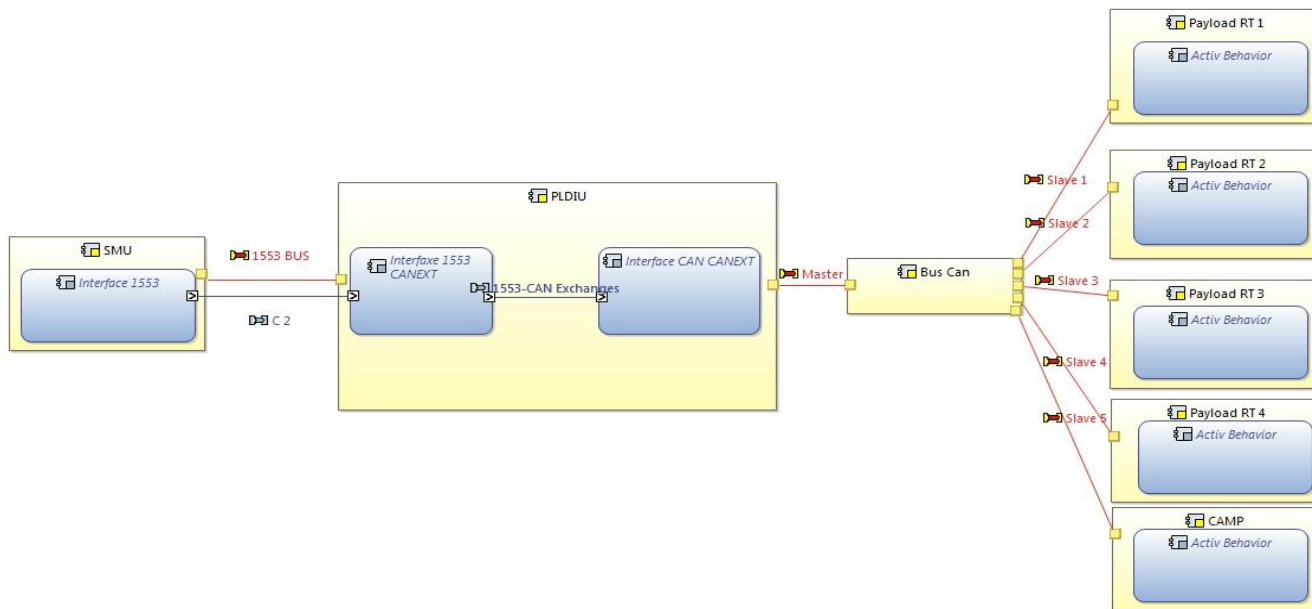 SMU
Interface 1553
1553 BUS
C 2
PLDIU
Interfaxe 1553
CANEXT
1553-CAN Exchanges
Interface CAN CANEXT
Master
Bus Can
Slave 1
Slave 2
Slave 3
Slave 4
Slave 5
Payload RT 1
Activ Behavior
Payload RT 2
Activ Behavior
Payload RT 3
Activ Behavior
Payload RT 4
Activ Behavior
CAMP
Activ Behavior